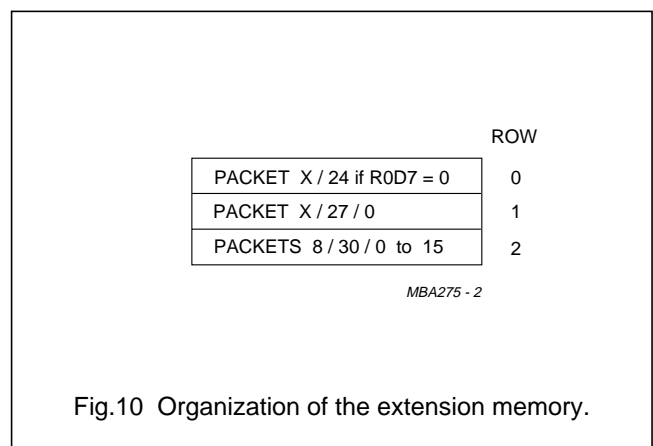 ROW
PACKET X / 24 if R0D7 = 0 0
PACKET X / 27 / 0 1
PACKETS 8 / 30 / 0 to 15 2
MBA275 - 2
Fig.10 Organization of the extension memory.